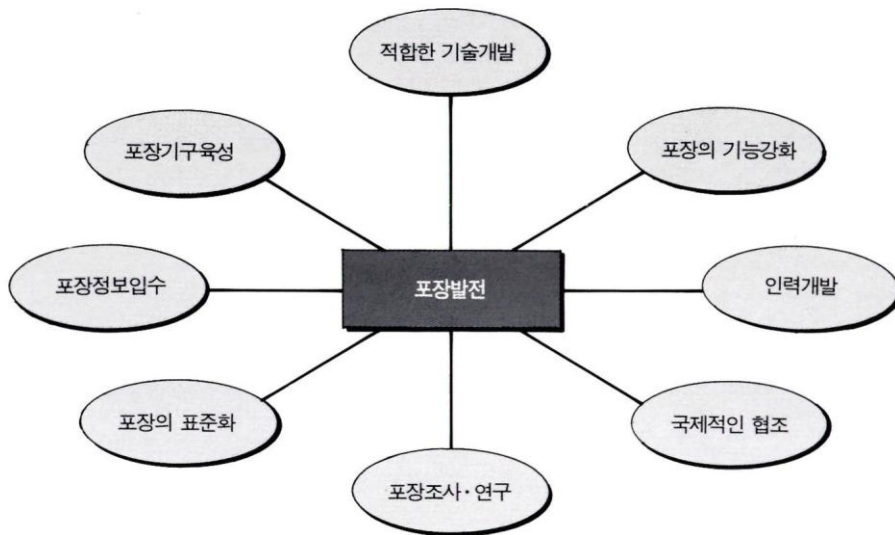 적합한 기술개발
포장기구육성
포장의 기능강화
포장정보입수
포장발전
인력개발
포장의 표준화
국제적인 협조
포장조사·연구